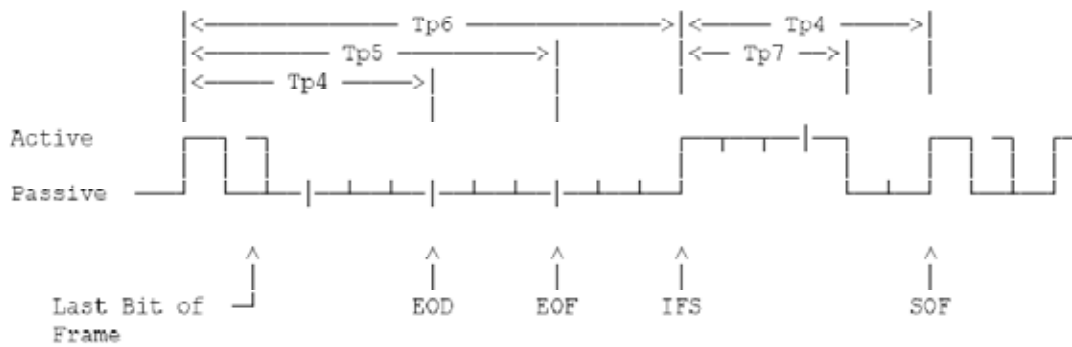 Tp6 Tp4
Tp5 Tp7
Tp4
Active
Passive
Last Bit of EOD EOF IFS SOF
Frame